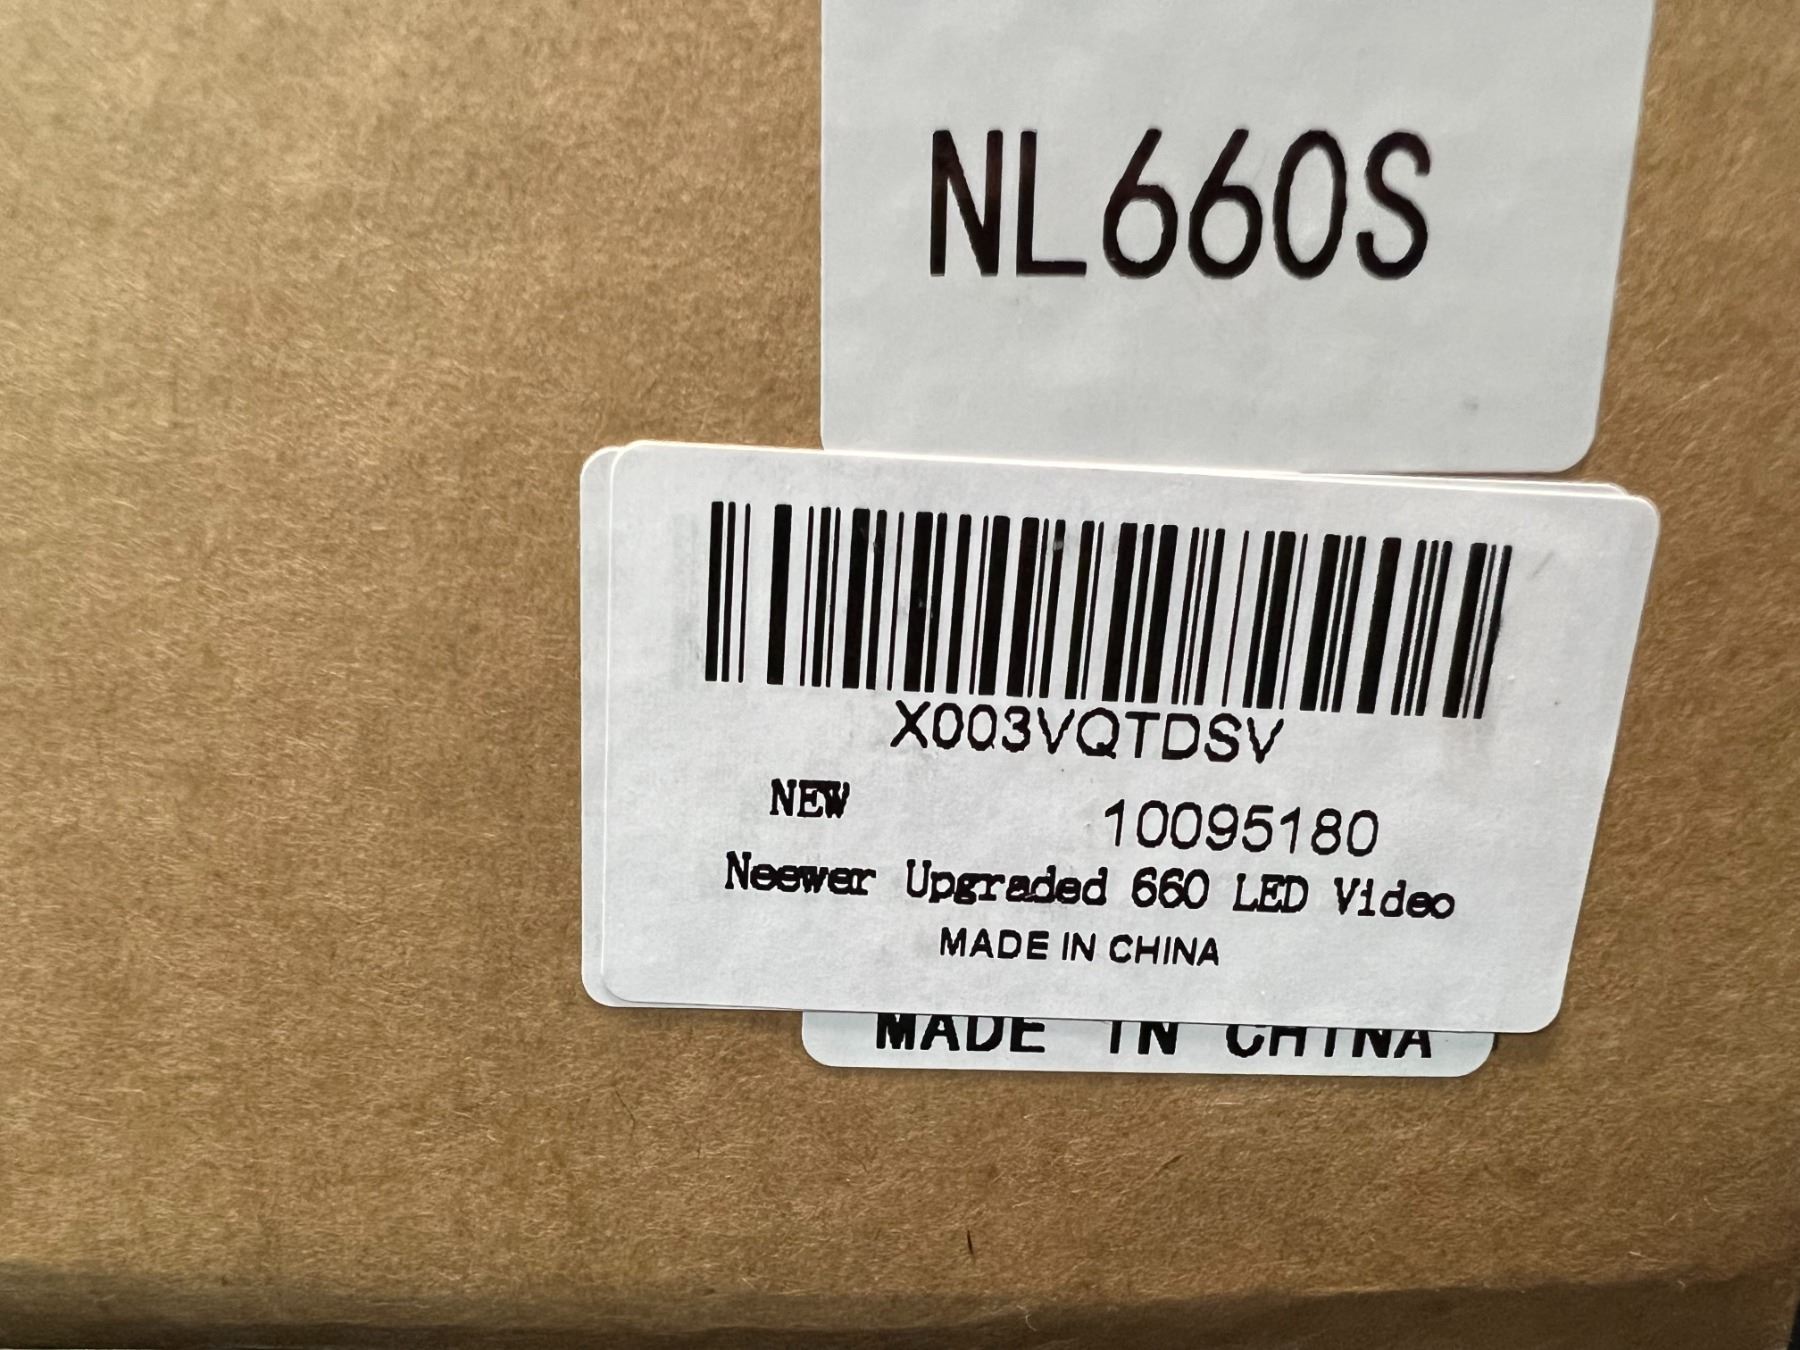 NL660S
X003VQTDSV
NEW 10095180
Neewer Upgraded 660 LED Video
MADE IN CHINA
MADE IN CHINA